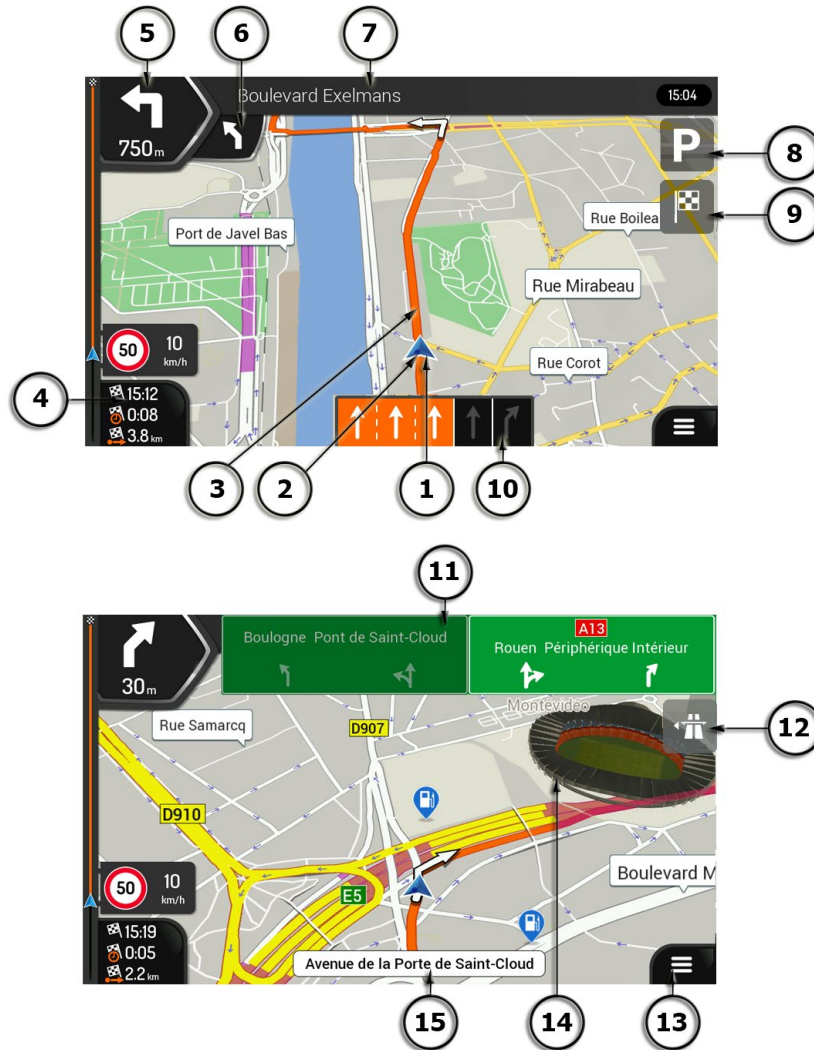 5
6
7
Boulevard Exelmans
15:04
750 m
P
8
9
Rue Boilea
Port de Javel Bas
Rue Mirabeau
50
10
km/h
Rue Corot
4
15:12
0:08
3.8 km
3
2
1
10
11
Boulogne Pont de Saint-Cloud
A13
Rouen Périphérique Intérieur
30 m
Montevideo
Rue Samarcq
D907
12
D910
50
10
km/h
Boulevard M
E5
15:19
0:05
2.2 km
Avenue de la Porte de Saint-Cloud
15
14
13